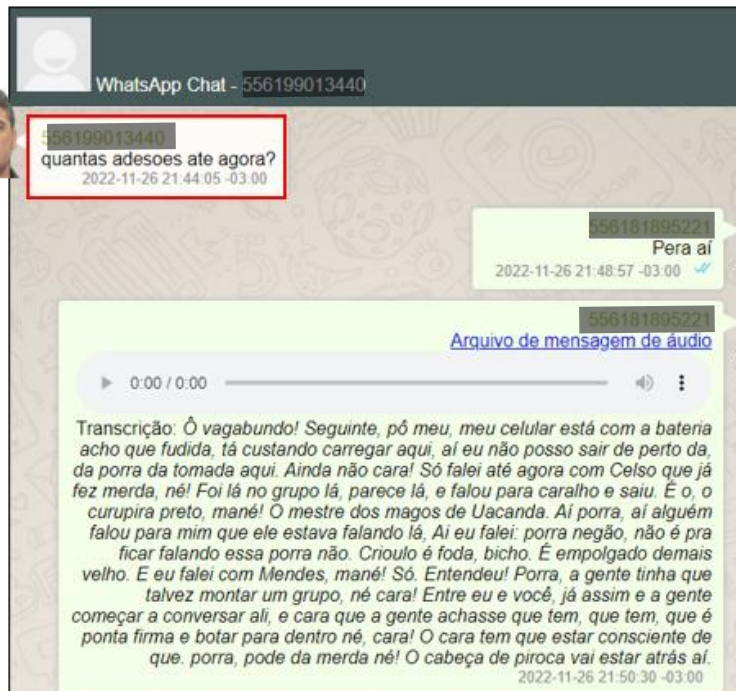 WhatsApp Chat -
quantas adesoes ate agora?
2022-11-26 21:44:05 -03:00
Pera aí
2022-11-26 21:48:57 -03:00
Arquivo de mensagem de áudio
0:00 / 0:00
Transcrição: Ô vagabundo! Seguinte, pô meu, meu celular está com a bateria
acho que fudida, tá custando carregar aqui, aí eu não posso sair de perto da,
da porra da tomada aqui. Ainda não cara! Só falei até agora com Celso que já
fez merda, né! Foi lá no grupo lá, parece lá, e falou para caralho e saiu. É o, o
curupira preto, mané! O mestre dos magos de Uacanda. Aí porra, aí alguém
falou para mim que ele estava falando lá, Ai eu falei: porra negão, não é pra
ficar falando essa porra não. Crioulo é foda, bicho. É empolgado demais
velho. E eu falei com Mendes, mané! Só. Entendeu! Porra, a gente tinha que
talvez montar um grupo, né cara! Entre eu e você, já assim e a gente
começar a conversar ali, e cara que a gente achasse que tem, que tem, que é
ponta firma e botar para dentro né, cara! O cara tem que estar consciente de
que. porra, pode da merda né! O cabeça de piroca vai estar atrás aí.
2022-11-26 21:50:30 -03:00